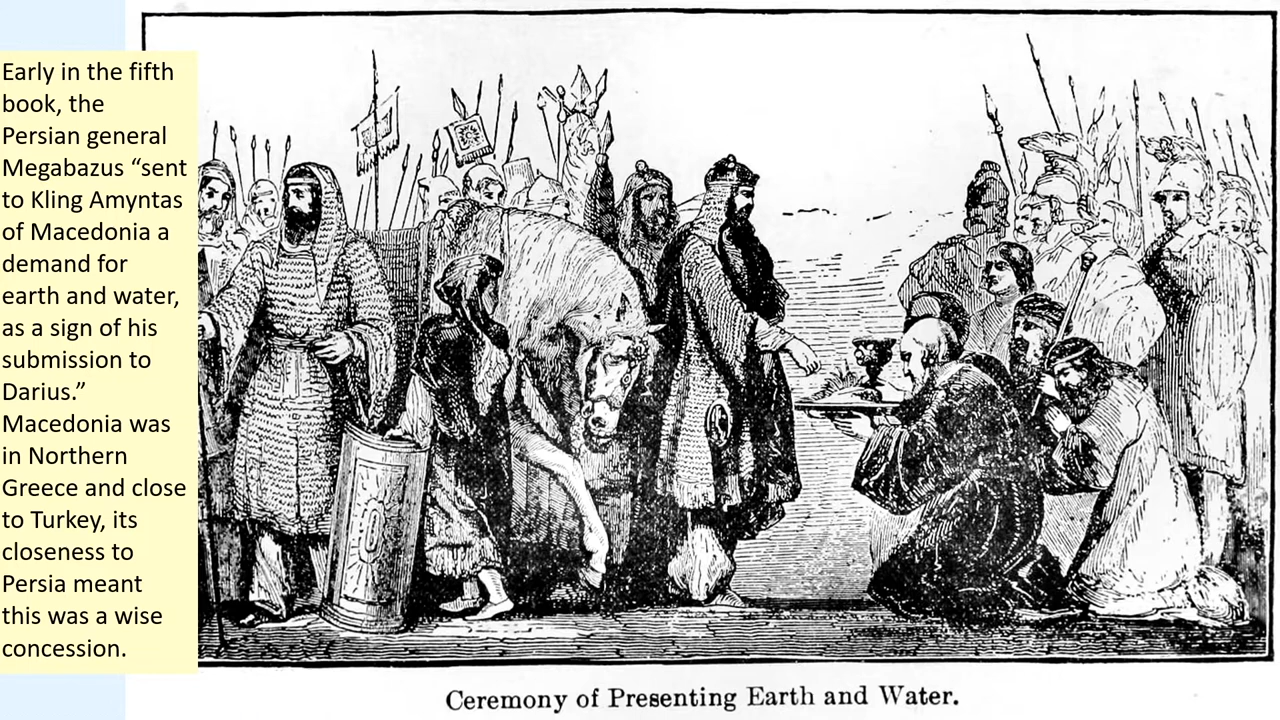 Early in the fifth
book, the
Persian general
Megabazus “sent
to Kling Amyntas
of Macedonia a
demand for
earth and water,
as a sign of his
submission to
Darius.”
Macedonia was
in Northern
Greece and close
to Turkey, its
closeness to
Persia meant
this was a wise
concession.
Ceremony of Presenting Earth and Water.